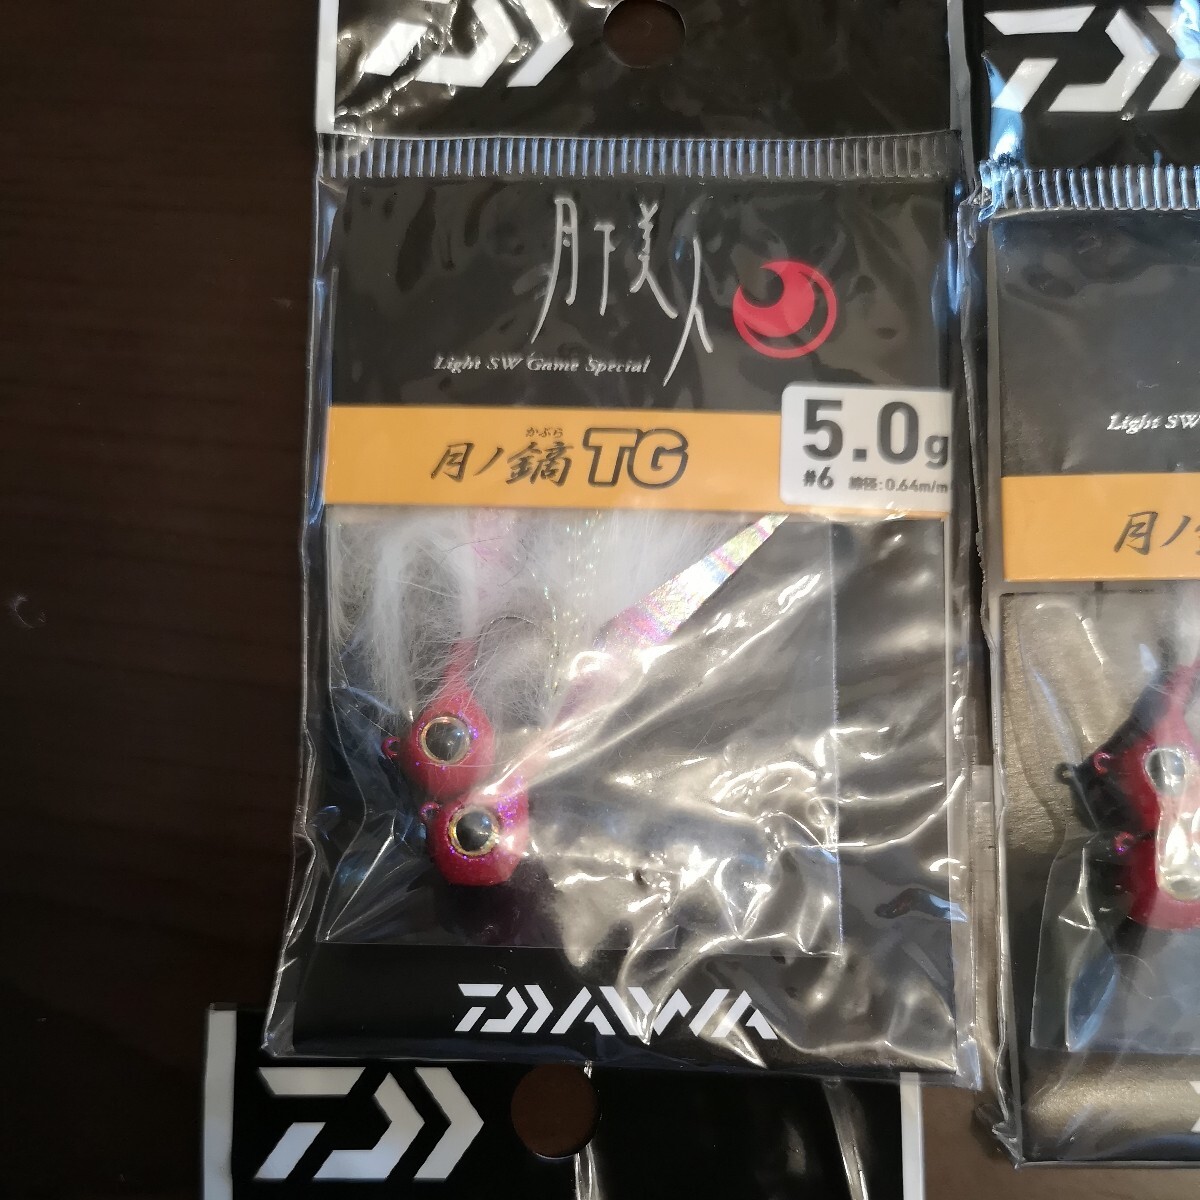 月下美人
Light SW Game Special
かぶら
月ノ鏑TG
5.0g
#6 線径:0.64m/m
DAIWA
Light SW
月ノ